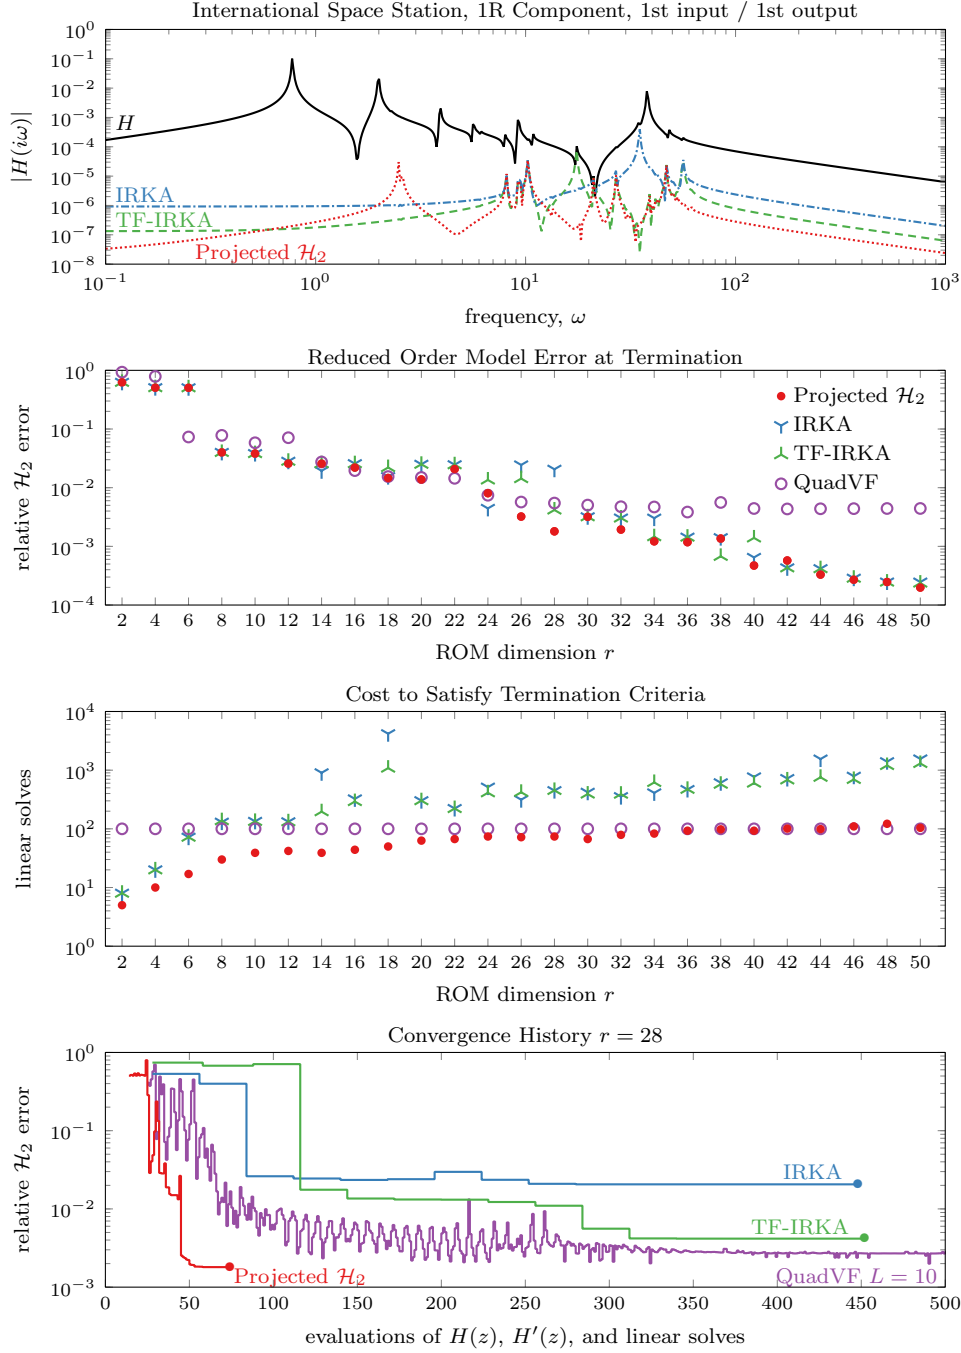 International Space Station, 1R Component, 1st input / 1st output
|H(iω)|
10^0
10^−1
10^−2
10^−3
10^−4
10^−5
10^−6
10^−7
10^−8
H
IRKA
TF-IRKA
Projected ℋ₂
10^−1 10^0 10^1 10^2 10^3
frequency, ω
Reduced Order Model Error at Termination
relative ℋ₂ error
10^0
10^−1
10^−2
10^−3
10^−4
Projected ℋ₂
IRKA
TF-IRKA
QuadVF
2 4 6 8 10 12 14 16 18 20 22 24 26 28 30 32 34 36 38 40 42 44 46 48 50
ROM dimension r
Cost to Satisfy Termination Criteria
linear solves
10^4
10^3
10^2
10^1
10^0
2 4 6 8 10 12 14 16 18 20 22 24 26 28 30 32 34 36 38 40 42 44 46 48 50
ROM dimension r
Convergence History r = 28
relative ℋ₂ error
10^0
10^−1
10^−2
10^−3
IRKA
TF-IRKA
Projected ℋ₂
QuadVF L = 10
0 50 100 150 200 250 300 350 400 450 500
evaluations of H(z), H′(z), and linear solves